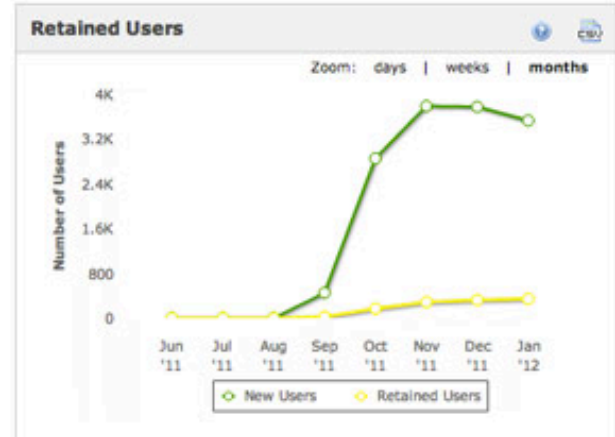 Retained Users
CSV
Zoom: days | weeks | months
4K
3.2K
2.4K
1.6K
800
0
Number of Users
Jun Jul Aug Sep Oct Nov Dec Jan
'11 '11 '11 '11 '11 '11 '11 '12
New Users Retained Users